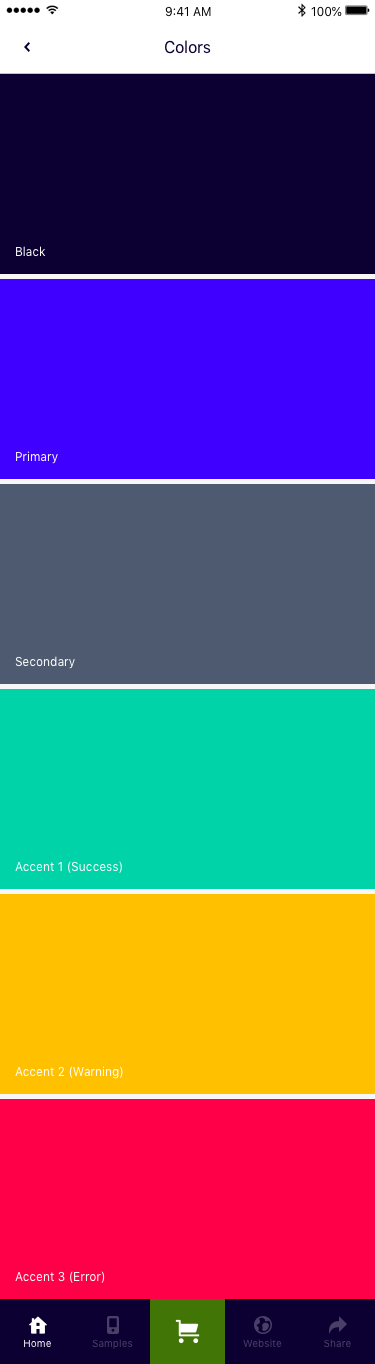 9:41 AM 100%
Colors
Black
Primary
Secondary
Accent 1 (Success)
Accent 2 (Warning)
Accent 3 (Error)
Home Samples Website Share